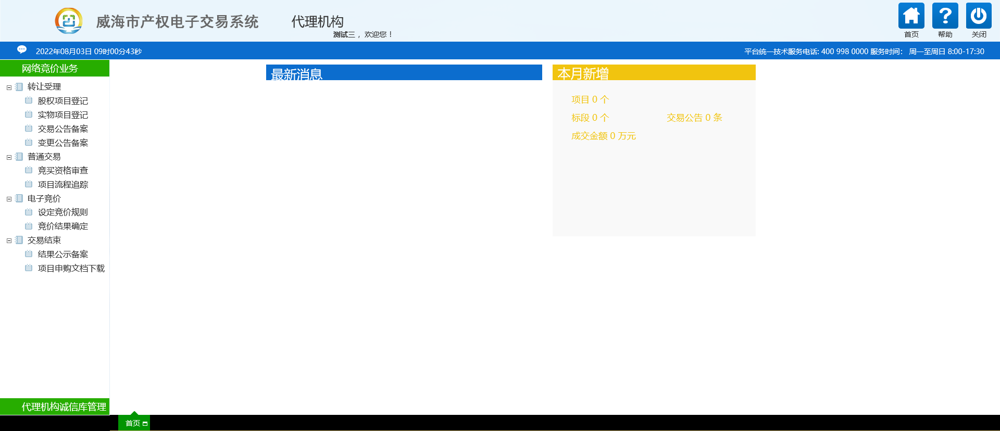 威海市产权电子交易系统
代理机构
测试三 ，欢迎您！
首页
帮助
关闭
2022年08月03日 09时00分43秒
平台统一技术服务电话: 400 998 0000 服务时间： 周一至周日 8:00-17:30
网络竞价业务
转让受理
股权项目登记
实物项目登记
交易公告备案
变更公告备案
普通交易
竞买资格审查
项目流程追踪
电子竞价
设定竞价规则
竞价结果确定
交易结束
结果公示备案
项目申购文档下载
代理机构诚信库管理
最新消息
本月新增
项目 0 个
标段 0 个
交易公告 0 条
成交金额 0 万元
首页